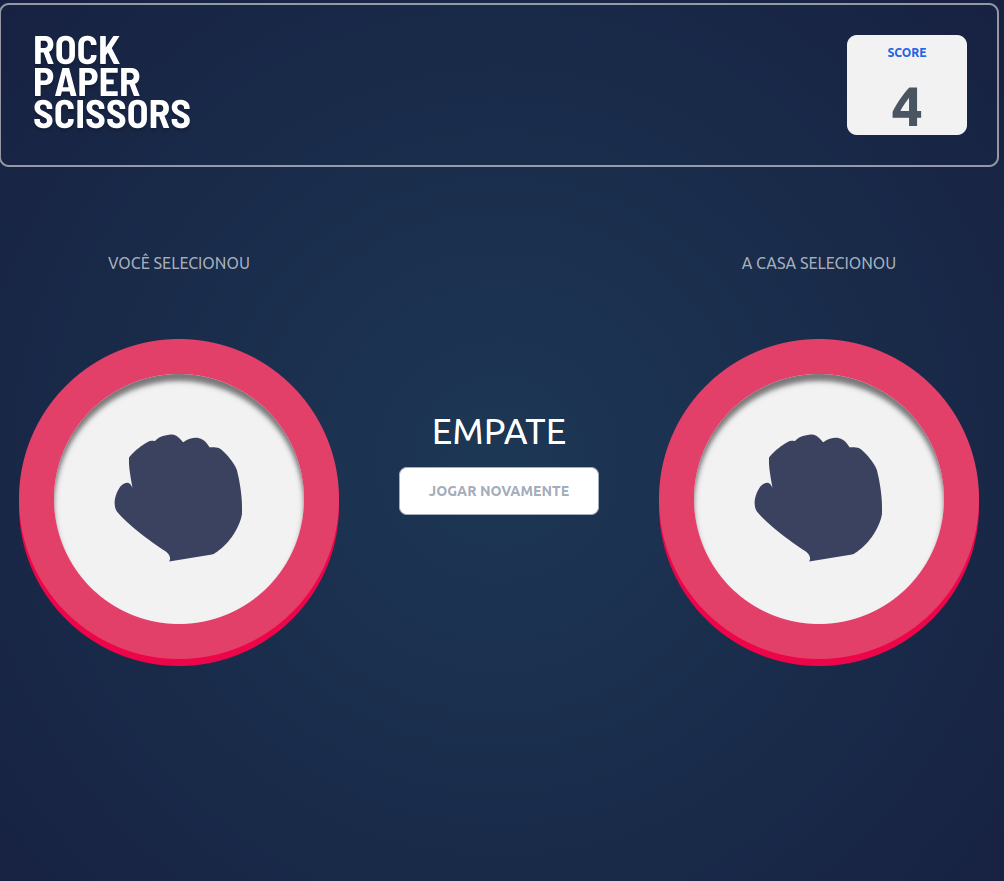 ROCK
PAPER
SCISSORS
SCORE
4
VOCÊ SELECIONOU
A CASA SELECIONOU
EMPATE
JOGAR NOVAMENTE